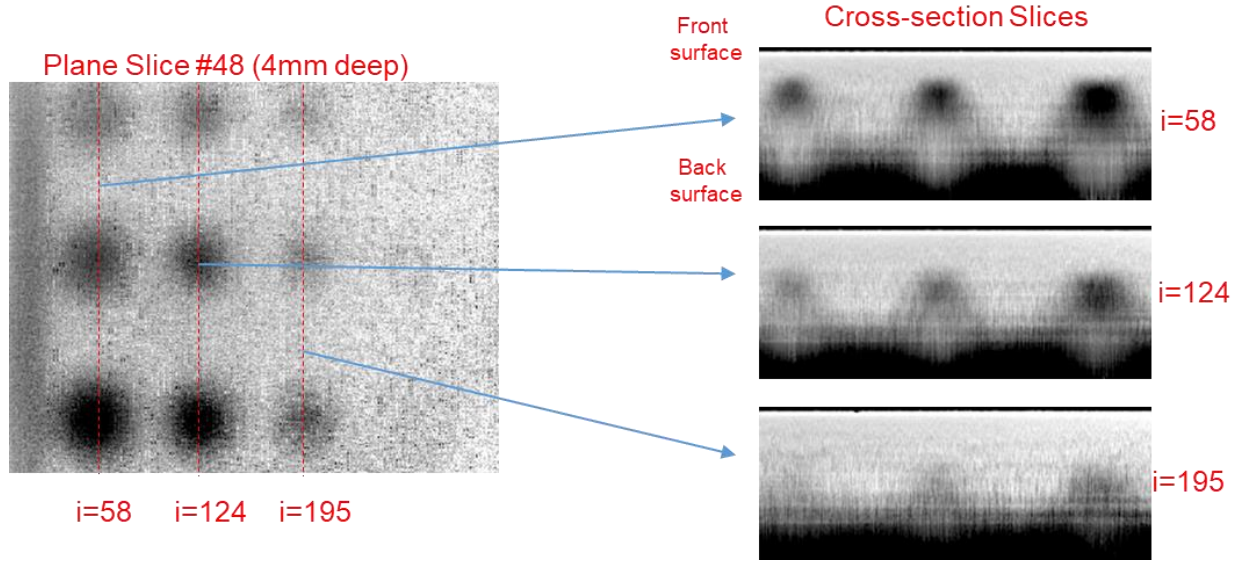 Cross-section Slices
Front
surface
Plane Slice #48 (4mm deep)
i=58
Back
surface
i=124
i=195
i=58
i=124
i=195